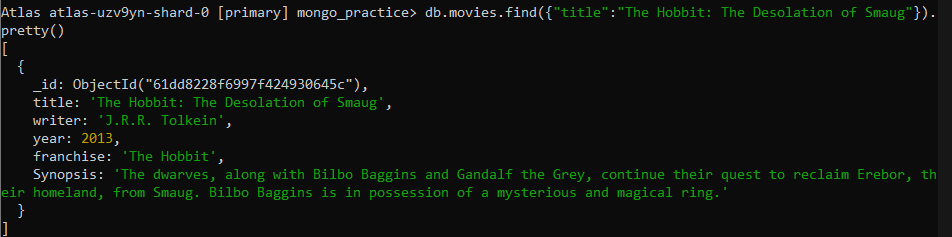 Atlas atlas-uzv9yn-shard-0 [primary] mongo_practice> db.movies.find({"title":"The Hobbit: The Desolation of Smaug"}).
pretty()
[
  {
    _id: ObjectId("61dd8228f6997f424930645c"),
    title: 'The Hobbit: The Desolation of Smaug',
    writer: 'J.R.R. Tolkein',
    year: 2013,
    franchise: 'The Hobbit',
    Synopsis: 'The dwarves, along with Bilbo Baggins and Gandalf the Grey, continue their quest to reclaim Erebor, th
eir homeland, from Smaug. Bilbo Baggins is in possession of a mysterious and magical ring.'
  }
]